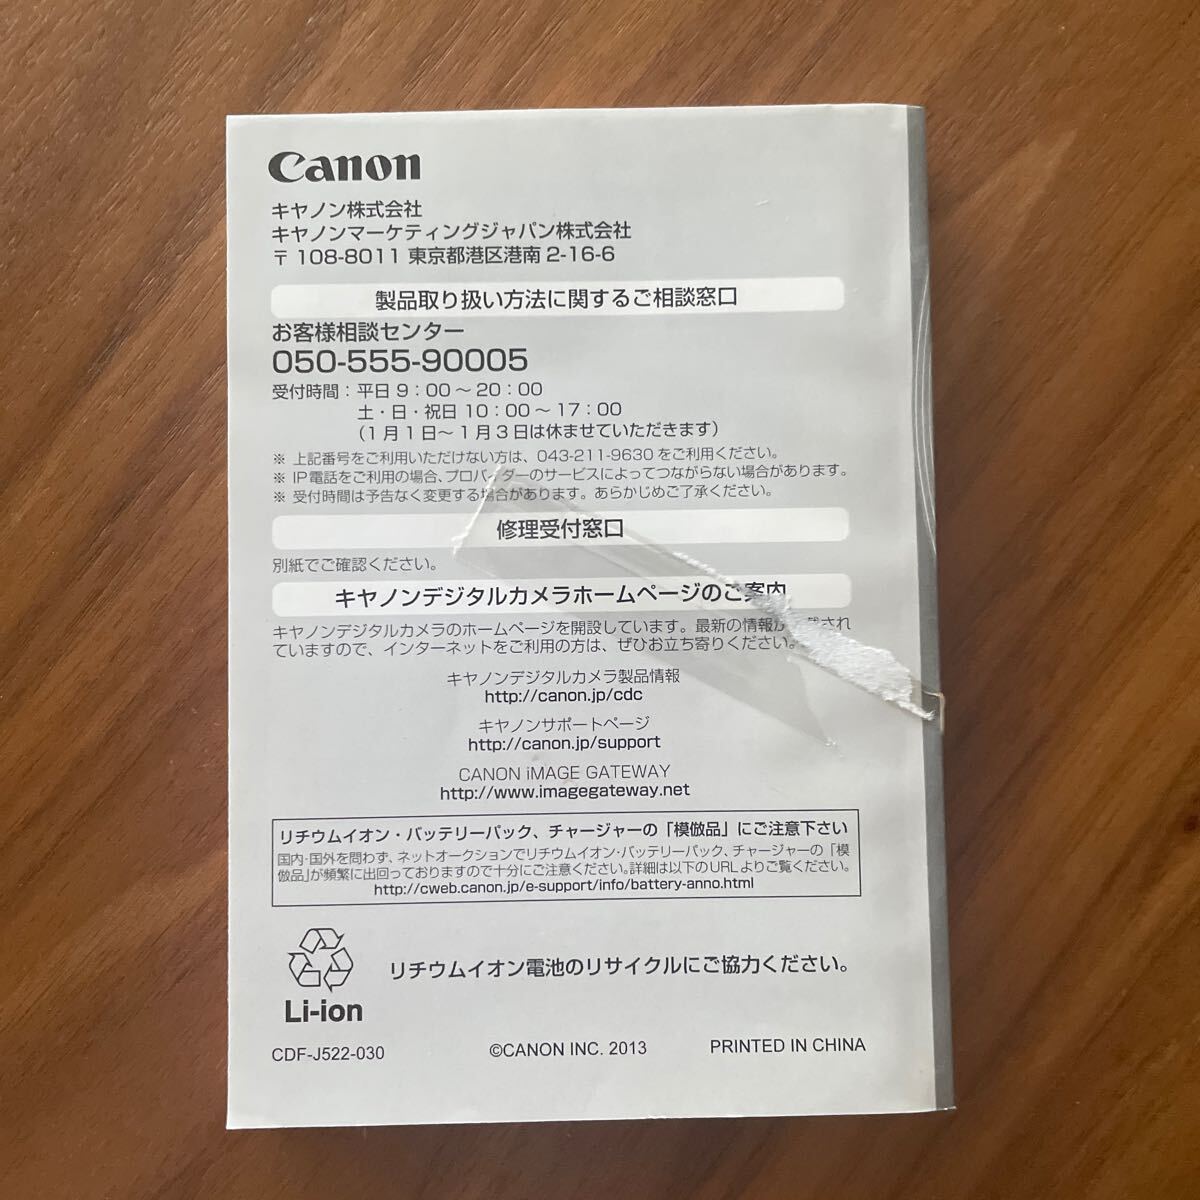 Canon
キヤノン株式会社
キヤノンマーケティングジャパン株式会社
〒 108-8011 東京都港区港南 2-16-6
製品取り扱い方法に関するご相談窓口
お客様相談センター
050-555-90005
受付時間：平日 9：00 ～ 20：00
土・日・祝日 10：00 ～ 17：00
（1 月 1 日～ 1 月 3 日は休ませていただきます）
※ 上記番号をご利用いただけない方は、043-211-9630 をご利用ください。
※ IP電話をご利用の場合、プロバイダーのサービスによってつながらない場合があります。
※ 受付時間は予告なく変更する場合があります。あらかじめご了承ください。
修理受付窓口
別紙でご確認ください。
キヤノンデジタルカメラホームページのご案内
キヤノンデジタルカメラのホームページを開設しています。最新の情報が 載され
ていますので、インターネットをご利用の方は、ぜひお立ち寄りください。
キヤノンデジタルカメラ製品情報
http://canon.jp/cdc
キヤノンサポートページ
http://canon.jp/support
CANON iMAGE GATEWAY
http://www.imagegateway.net
リチウムイオン・バッテリーパック、チャージャーの「模倣品」にご注意下さい
国内・国外を問わず、ネットオークションでリチウムイオン・バッテリーパック、チャージャーの「模
倣品」が頻繁に出回っておりますので十分にご注意ください。詳細は以下のURLよりご覧ください。
http://cweb.canon.jp/e-support/info/battery-anno.html
リチウムイオン電池のリサイクルにご協力ください。
Li-ion
CDF-J522-030
©CANON INC. 2013
PRINTED IN CHINA